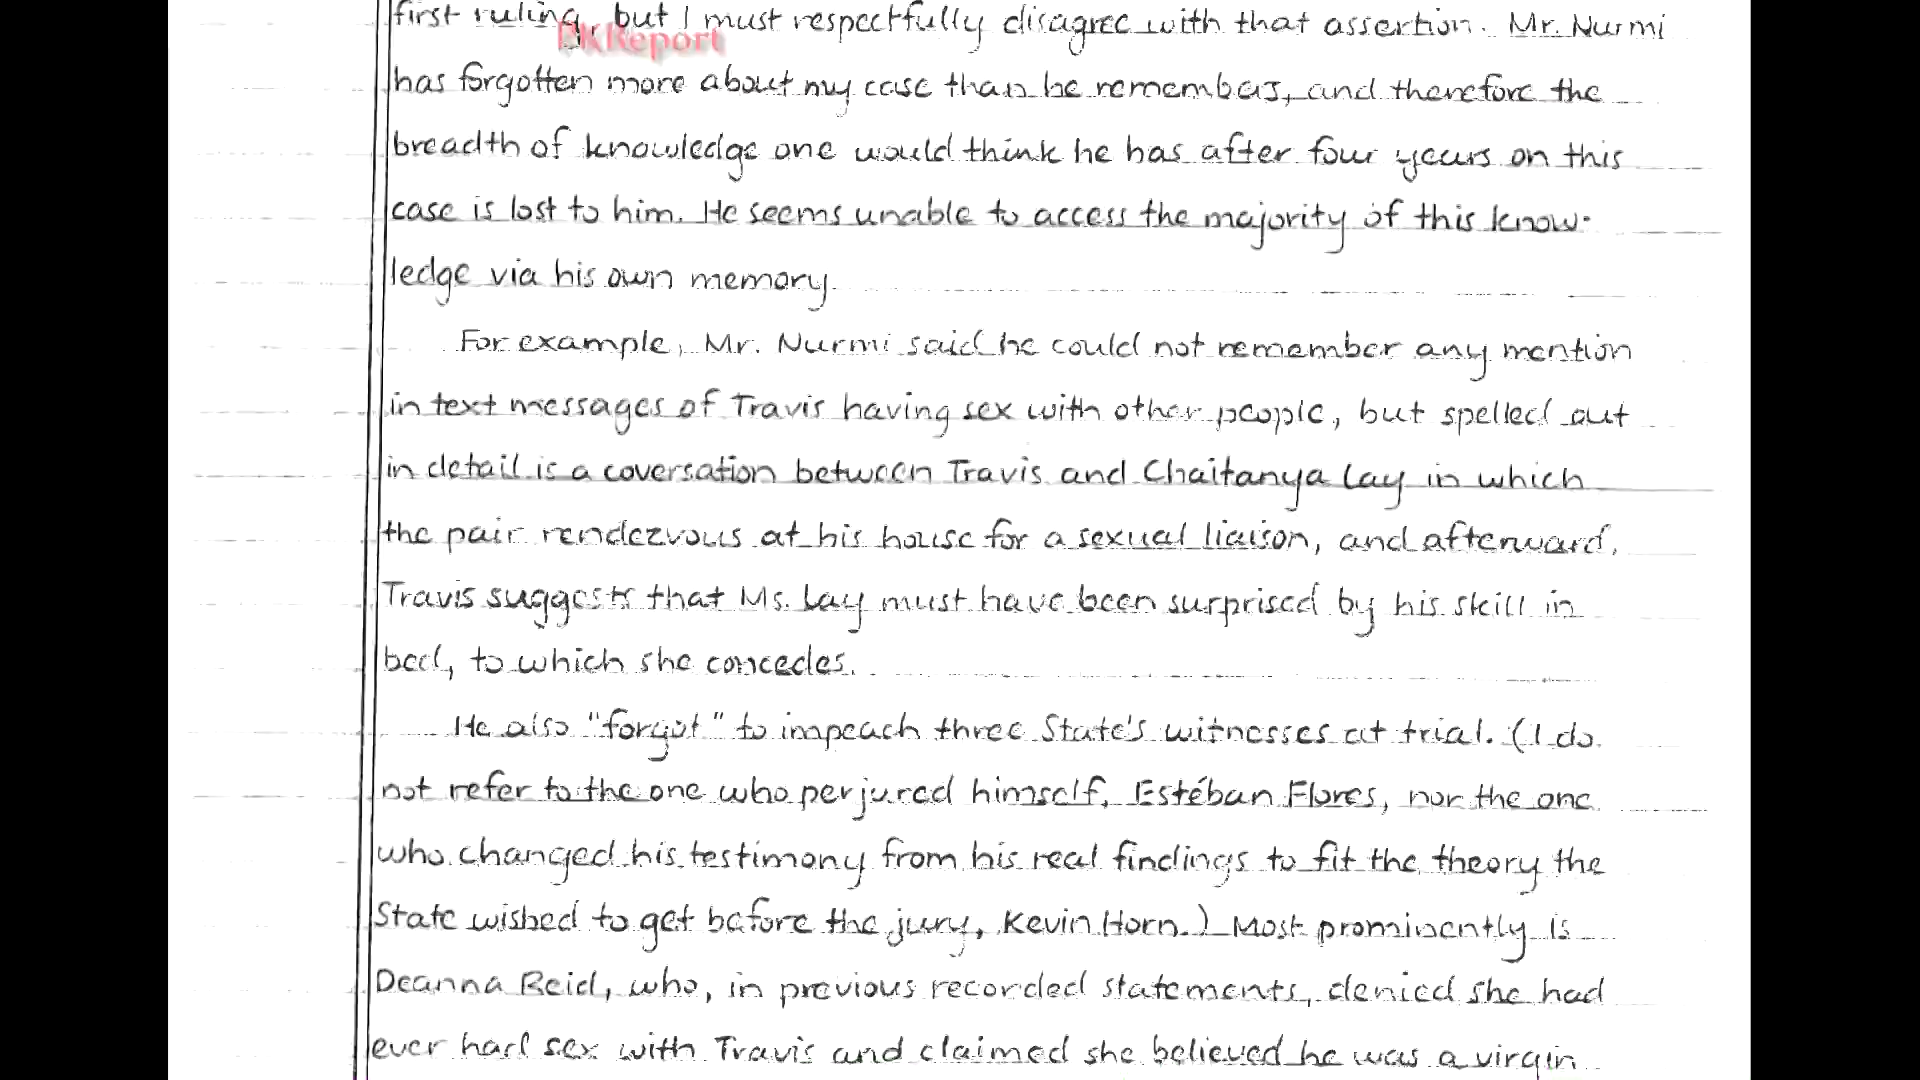 first ruling, but I must respectfully disagree with that assertion. Mr. Nurmi
DKReport
has forgotten more about my case than he remembers, and therefore the
breadth of knowledge one would think he has after four years on this
case is lost to him. He seems unable to access the majority of this know-
ledge via his own memory.
For example, Mr. Nurmi said he could not remember any mention
in text messages of Travis having sex with other people, but spelled out
in detail is a coversation between Travis and Chaitanya Lay in which
the pair rendezvous at his house for a sexual liaison, and afterward,
Travis suggests that Ms. Lay must have been surprised by his skill in
bed, to which she concedes.
He also "forgot" to impeach three State's witnesses at trial. (I do
not refer to the one who perjured himself, Estéban Flores, nor the one
who changed his testimony from his real findings to fit the theory the
State wished to get before the jury, Kevin Horn.) Most prominently is
Deanna Reid, who, in previous recorded statements, denied she had
ever had sex with Travis and claimed she believed he was a virgin